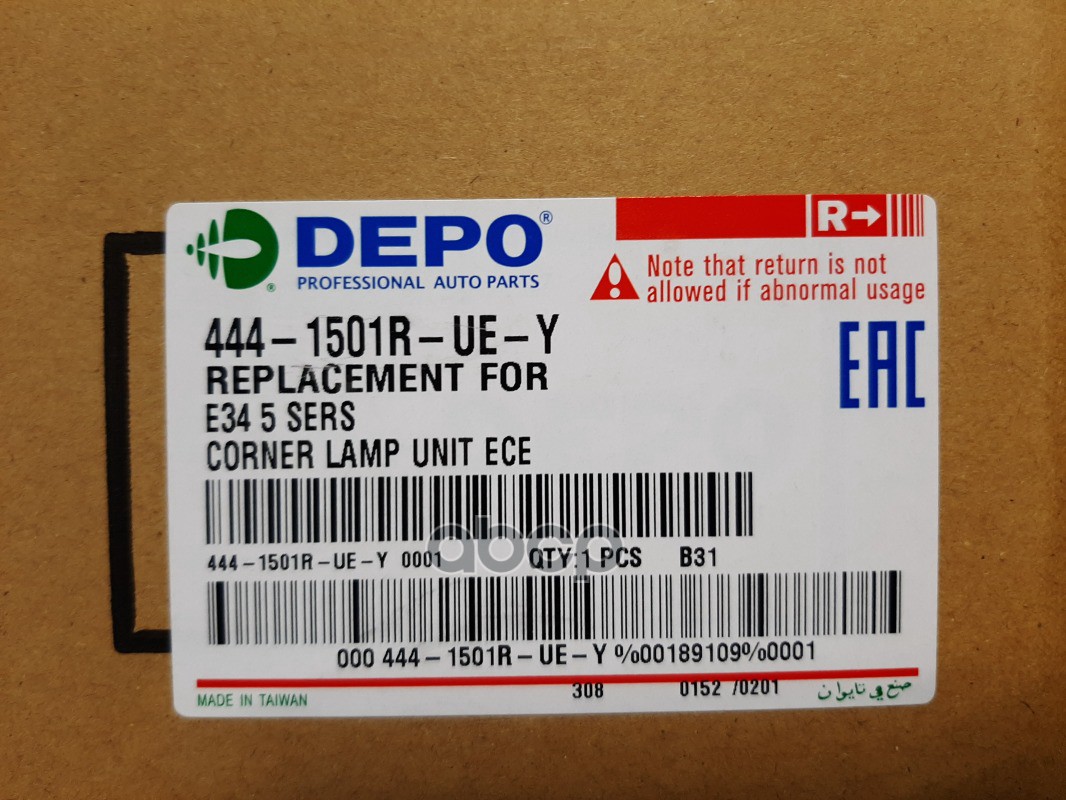 DEPO®
PROFESSIONAL AUTO PARTS
®
R→
Note that return is not
allowed if abnormal usage
444-1501R-UE-Y
REPLACEMENT FOR
E34 5 SERS
CORNER LAMP UNIT ECE
EAC
444-1501R-UE-Y 0001 QTY:1 PCS B31
abcp
000 444-1501R-UE-Y %00189109%0001
308 0152 /0201
MADE IN TAIWAN
صنع في تايوان